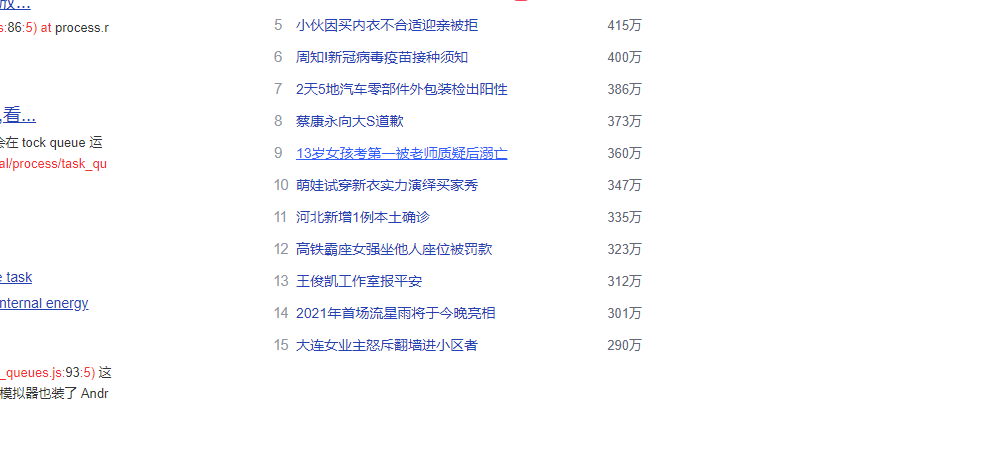 放...
s:86:5) at process.r
,看...
会在 tock queue 运
al/process/task_qu
e task
nternal energy
_queues.js:93:5) 这
模拟器也装了 Andr
5 小伙因买内衣不合适迎亲被拒 415万
6 周知!新冠病毒疫苗接种须知 400万
7 2天5地汽车零部件外包装检出阳性 386万
8 蔡康永向大S道歉 373万
9 13岁女孩考第一被老师质疑后溺亡 360万
10 萌娃试穿新衣实力演绎买家秀 347万
11 河北新增1例本土确诊 335万
12 高铁霸座女强坐他人座位被罚款 323万
13 王俊凯工作室报平安 312万
14 2021年首场流星雨将于今晚亮相 301万
15 大连女业主怒斥翻墙进小区者 290万